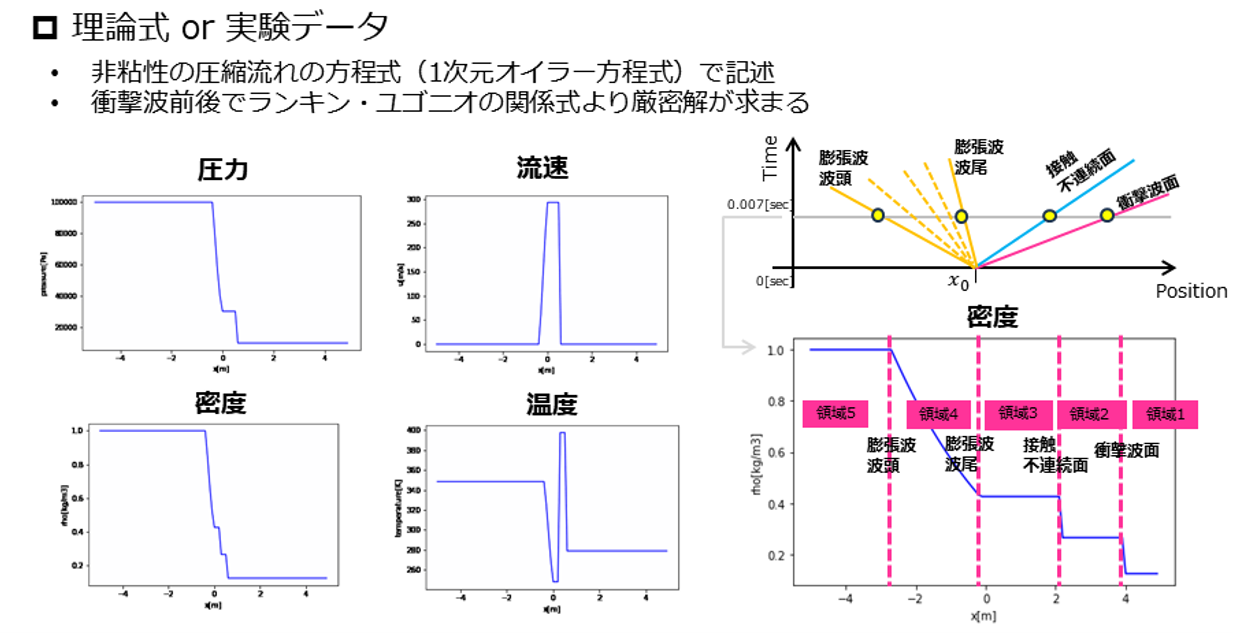 理論式 or 実験データ
• 非粘性の圧縮流れの方程式（1次元オイラー方程式）で記述
• 衝撃波前後でランキン・ユゴニオの関係式より厳密解が求まる
圧力
100000
80000
60000
40000
20000
pressure[Pa]
−4 −2 0 2 4
x[m]
流速
300
250
200
150
100
50
0
u[m/s]
−4 −2 0 2 4
x[m]
密度
1.0
0.8
0.6
0.4
0.2
rho[kg/m3]
−4 −2 0 2 4
x[m]
温度
400
380
360
340
320
300
280
260
temperature[K]
−4 −2 0 2 4
x[m]
Time
膨張波
波頭
膨張波
波尾
接触
不連続面
衝撃波面
0.007[sec]
0[sec]
x0
Position
密度
1.0
0.8
0.6
0.4
0.2
rho[kg/m3]
領域5 領域4 領域3 領域2 領域1
膨張波
波頭
膨張波
波尾
接触
不連続面
衝撃波面
−4 −2 0 2 4
x[m]